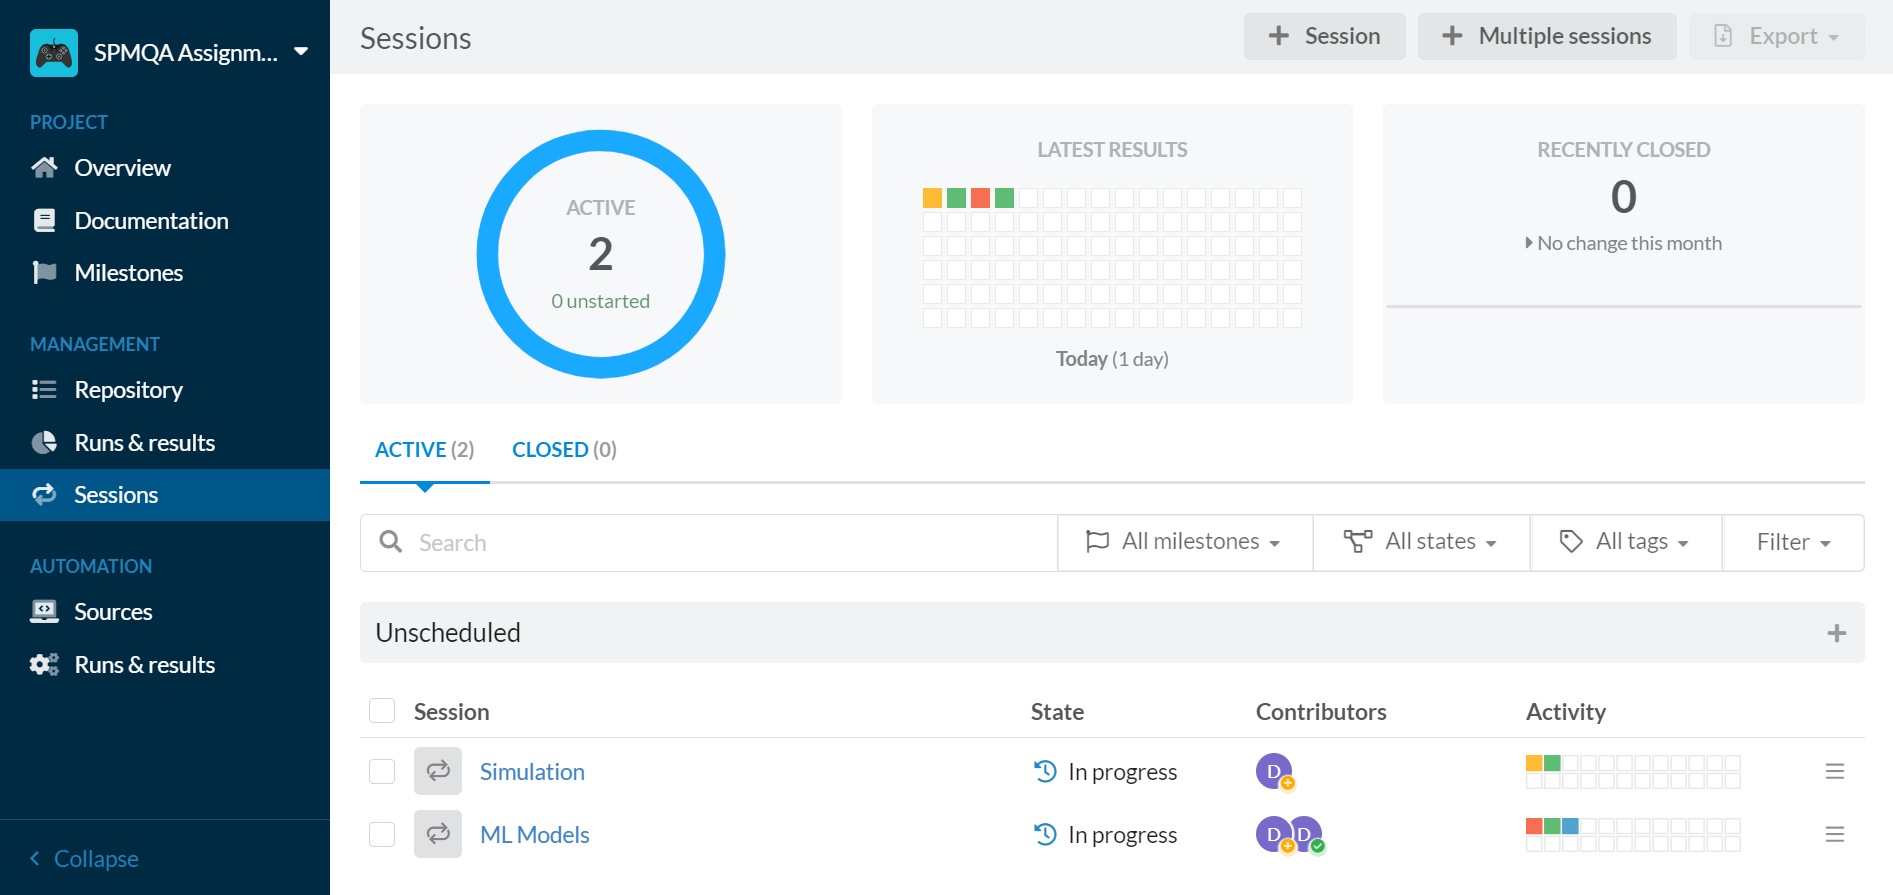 SPMQA Assignm...
PROJECT
Overview
Documentation
Milestones
MANAGEMENT
Repository
Runs & results
Sessions
AUTOMATION
Sources
Runs & results
Collapse
Sessions
Session
Multiple sessions
Export
ACTIVE
2
0 unstarted
LATEST RESULTS
Today (1 day)
RECENTLY CLOSED
0
No change this month
ACTIVE (2)
CLOSED (0)
Search
All milestones
All states
All tags
Filter
Unscheduled
Session State Contributors Activity
Simulation In progress D
ML Models In progress D D